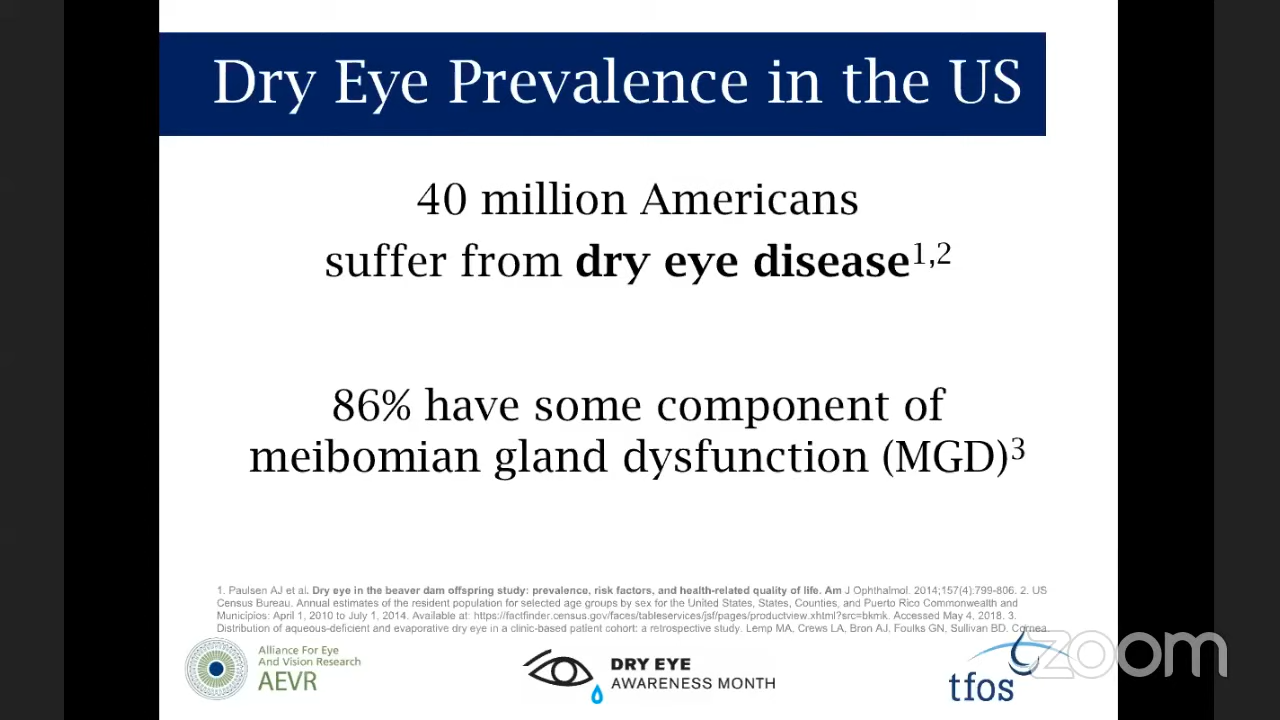 Dry Eye Prevalence in the US
40 million Americans
suffer from dry eye disease1,2
86% have some component of
meibomian gland dysfunction (MGD)3
1. Paulsen AJ et al. Dry eye in the beaver dam offspring study: prevalence, risk factors, and health-related quality of life. Am J Ophthalmol. 2014;157(4):799-806. 2. US
Census Bureau. Annual estimates of the resident population for selected age groups by sex for the United States, States, Counties, and Puerto Rico Commonwealth and
Municipios: April 1, 2010 to July 1, 2014. Available at: https://factfinder.census.gov/faces/tableservices/jsf/pages/productview.xhtml?src=bkmk. Accessed May 4, 2018. 3.
Distribution of aqueous-deficient and evaporative dry eye in a clinic-based patient cohort: a retrospective study. Lemp MA, Crews LA, Bron AJ, Foulks GN, Sullivan BD. Cornea.
Alliance For Eye
And Vision Research
AEVR
DRY EYE
AWARENESS MONTH
tfos
zoom